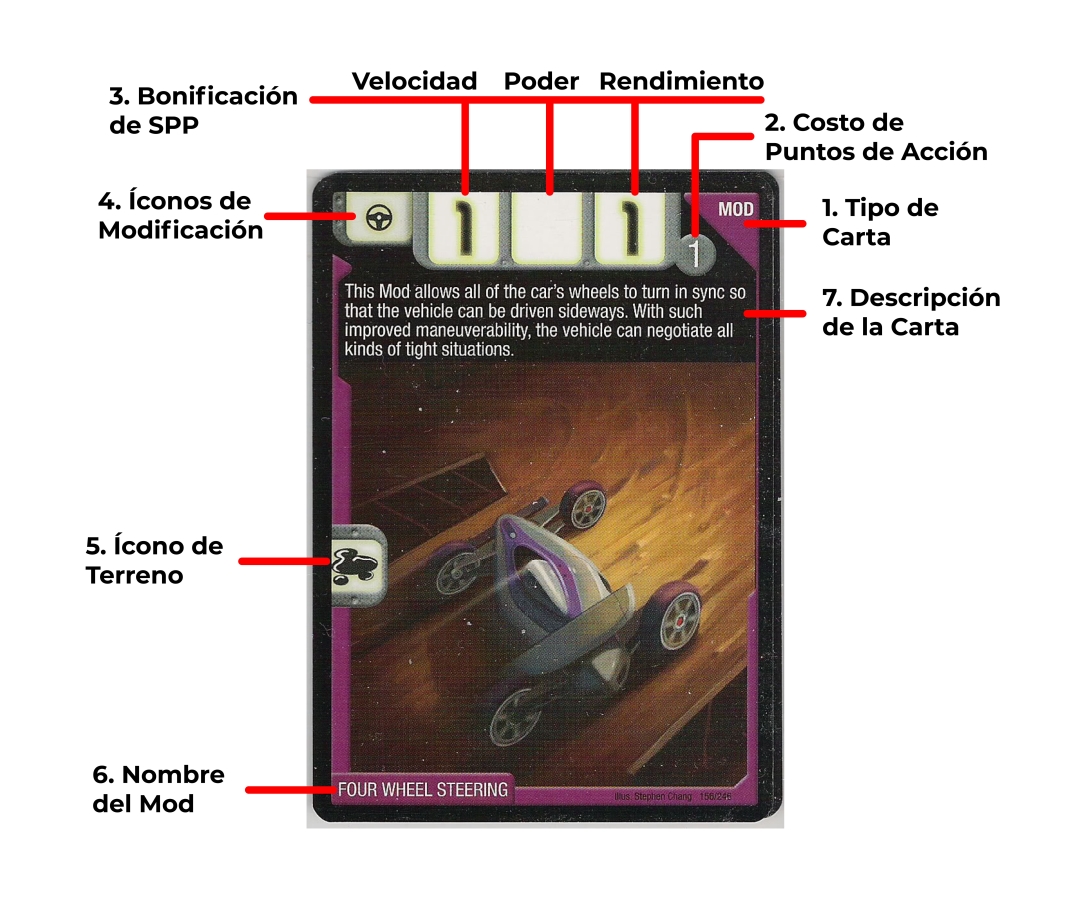 Velocidad Poder Rendimiento
3. Bonificación
de SPP
2. Costo de
Puntos de Acción
4. Íconos de
Modificación
1. Tipo de
Carta
1 1 MOD
1
7. Descripción
de la Carta
This Mod allows all of the car's wheels to turn in sync so
that the vehicle can be driven sideways. With such
improved maneuverability, the vehicle can negotiate all
kinds of tight situations.
5. Ícono de
Terreno
6. Nombre
del Mod
FOUR WHEEL STEERING
Illus. Stephen Chang 156/246